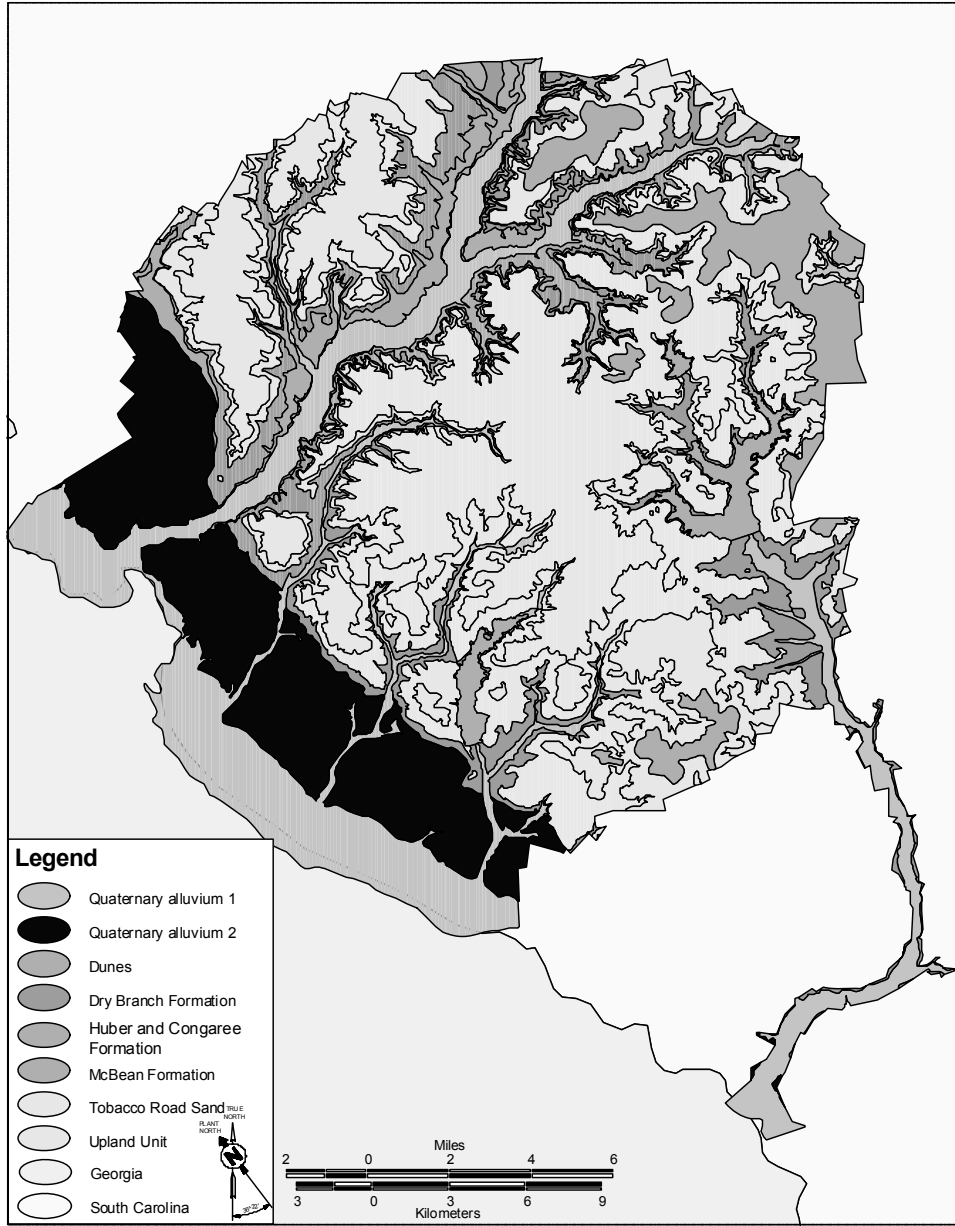 Legend
Quaternary alluvium 1
Quaternary alluvium 2
Dunes
Dry Branch Formation
Huber and Congaree
Formation
McBean Formation
Tobacco Road Sand
Upland Unit
Georgia
South Carolina
TRUE
NORTH
PLANT
NORTH
N
Miles
2 0 2 4 6
3 0 3 6 9
Kilometers